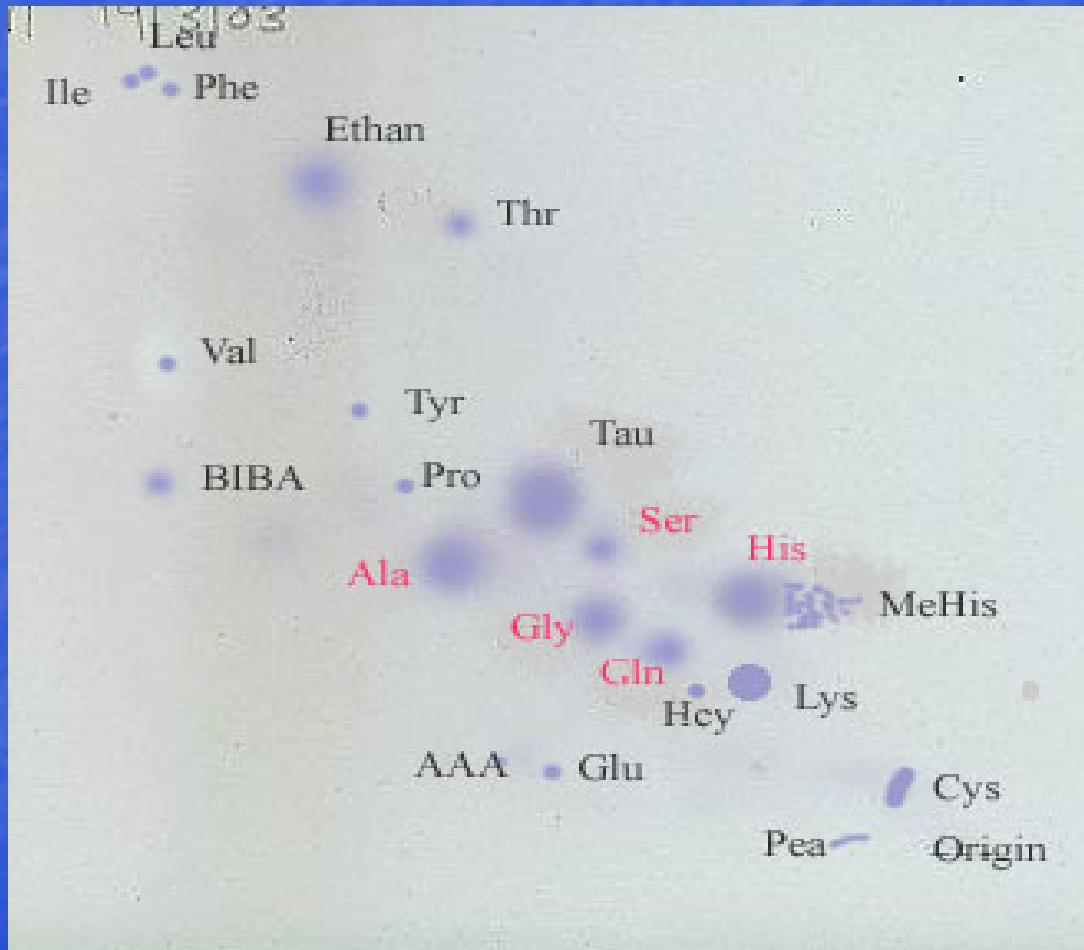 Leu
Ile
Phe
Ethan
Thr
Val
Tyr
Tau
BIBA
Pro
Ser
His
Ala
MeHis
Gly
Gln
Lys
Hcy
AAA
Glu
Cys
Pea
Origin